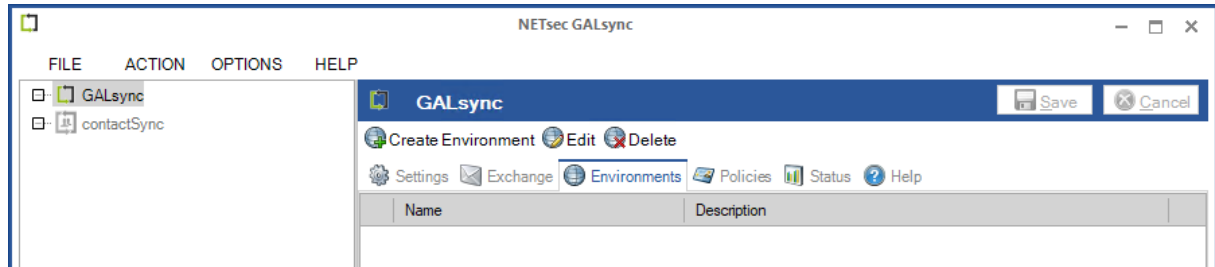 NETsec GALsync
FILE ACTION OPTIONS HELP
GALsync
contactSync
GALsync Save Cancel
Create Environment Edit Delete
Settings Exchange Environments Policies Status Help
Name Description